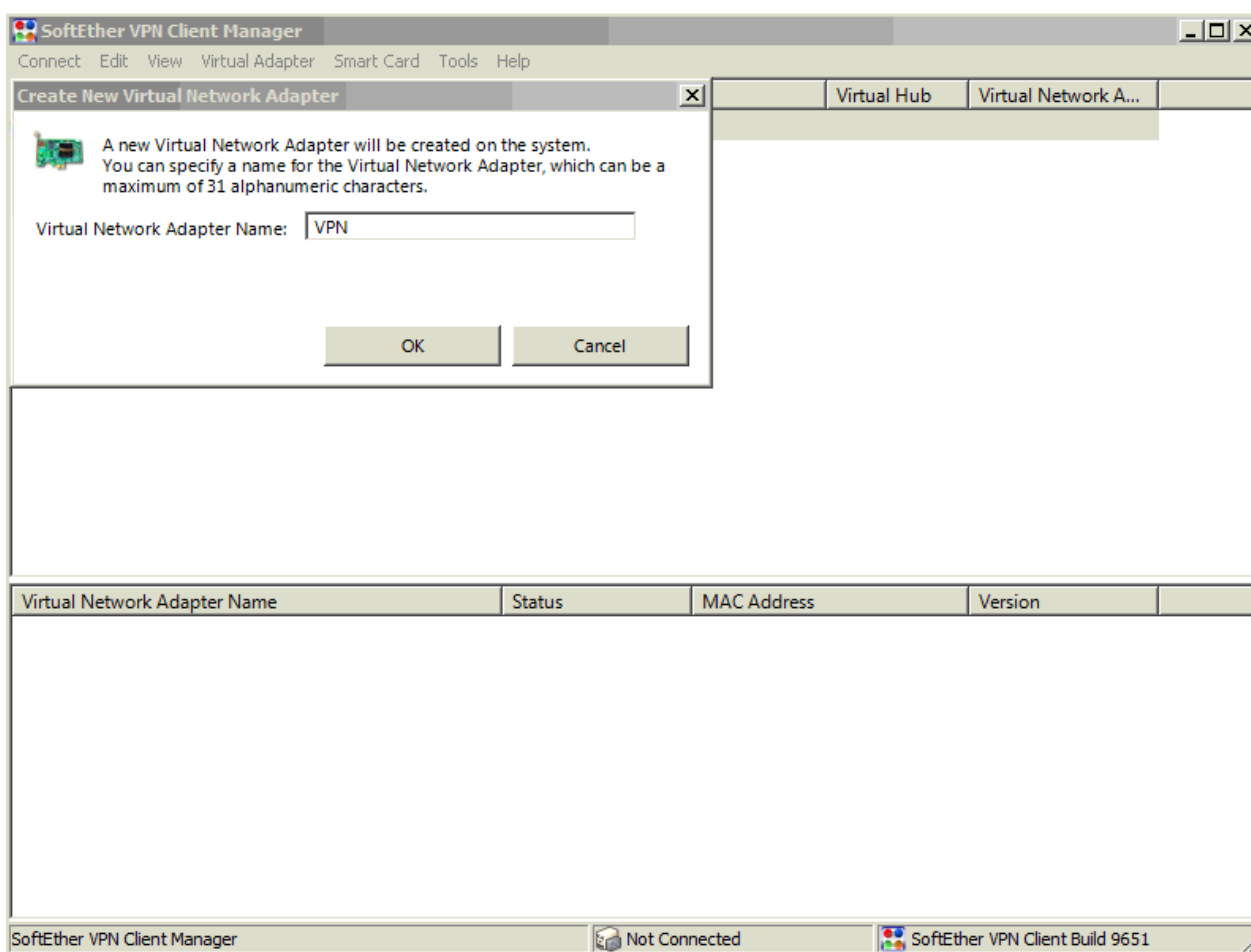 SoftEther VPN Client Manager
Connect Edit View Virtual Adapter Smart Card Tools Help
Create New Virtual Network Adapter
Virtual Hub Virtual Network A...
A new Virtual Network Adapter will be created on the system.
You can specify a name for the Virtual Network Adapter, which can be a
maximum of 31 alphanumeric characters.
Virtual Network Adapter Name: VPN
OK Cancel
Virtual Network Adapter Name Status MAC Address Version
SoftEther VPN Client Manager Not Connected SoftEther VPN Client Build 9651